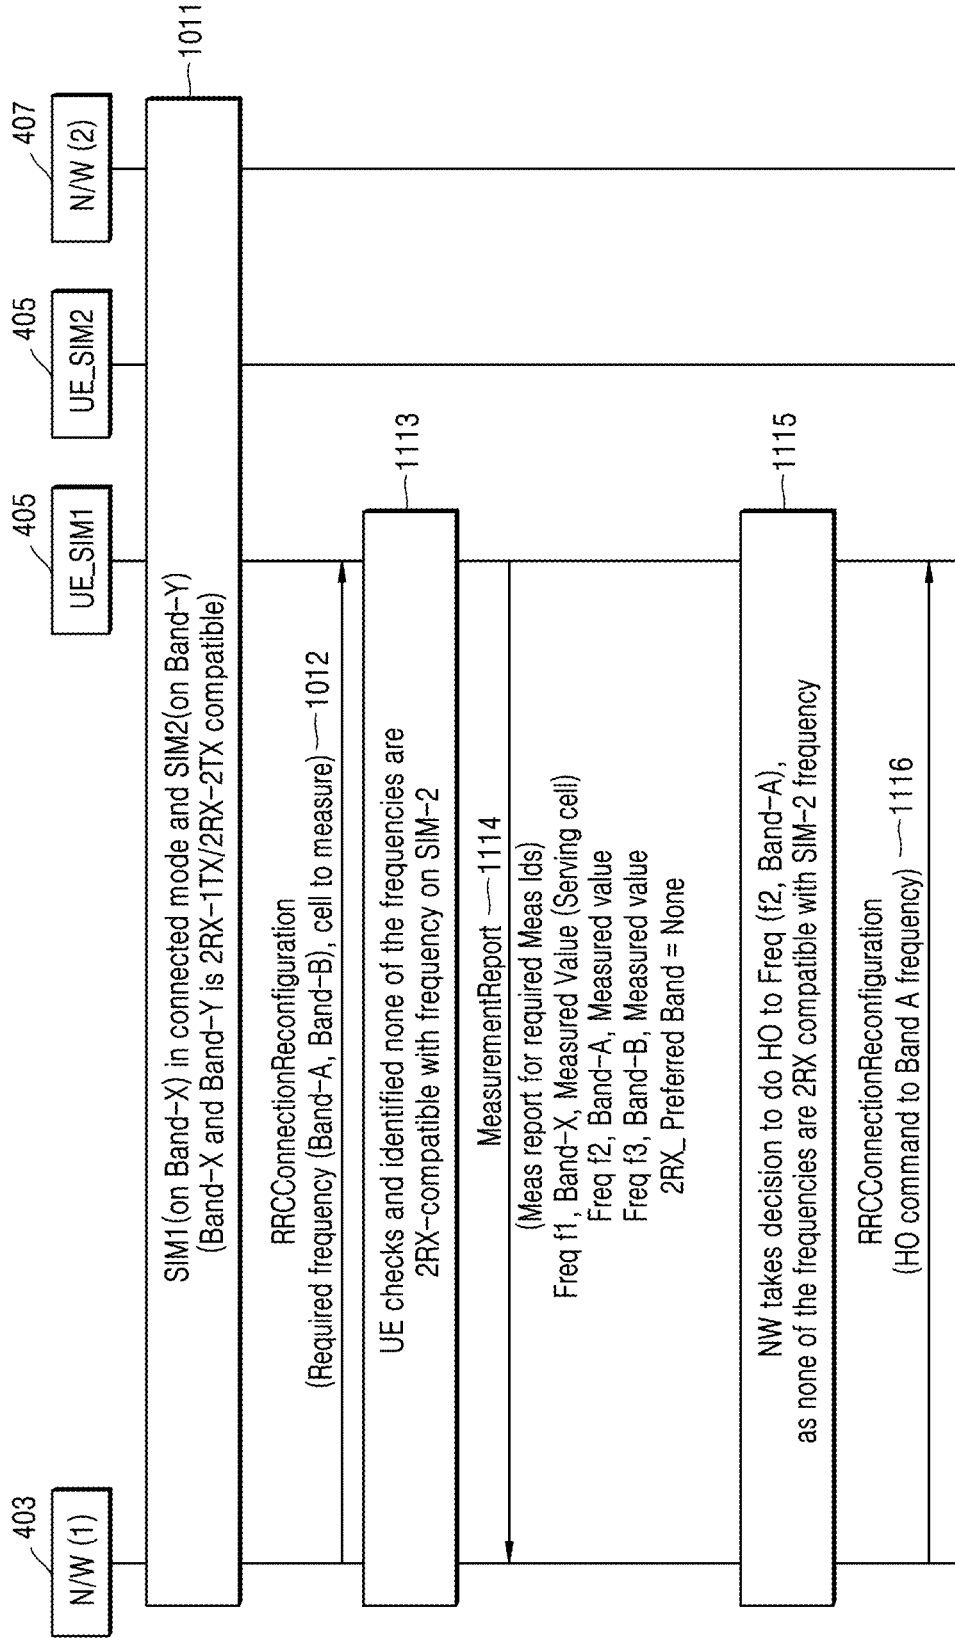 403
N/W (1)
405
UE_SIM1
405
UE_SIM2
407
N/W (2)
SIM1(on Band-X) in connected mode and SIM2(on Band-Y)
(Band-X and Band-Y is 2RX-1TX/2RX-2TX compatible)
1011
RRCConnectionReconfiguration
(Required frequency (Band-A, Band-B), cell to measure)
1012
UE checks and identified none of the frequencies are
2RX-compatible with frequency on SIM-2
1113
MeasurementReport
1114
(Meas report for required Meas Ids)
Freq f1, Band-X, Measured Value (Serving cell)
Freq f2, Band-A, Measured value
Freq f3, Band-B, Measured value
2RX_ Preferred Band = None
NW takes decision to do HO to Freq (f2, Band-A),
as none of the frequencies are 2RX compatible with SIM-2 frequency
1115
RRCConnectionReconfiguration
(HO command to Band A frequency)
1116